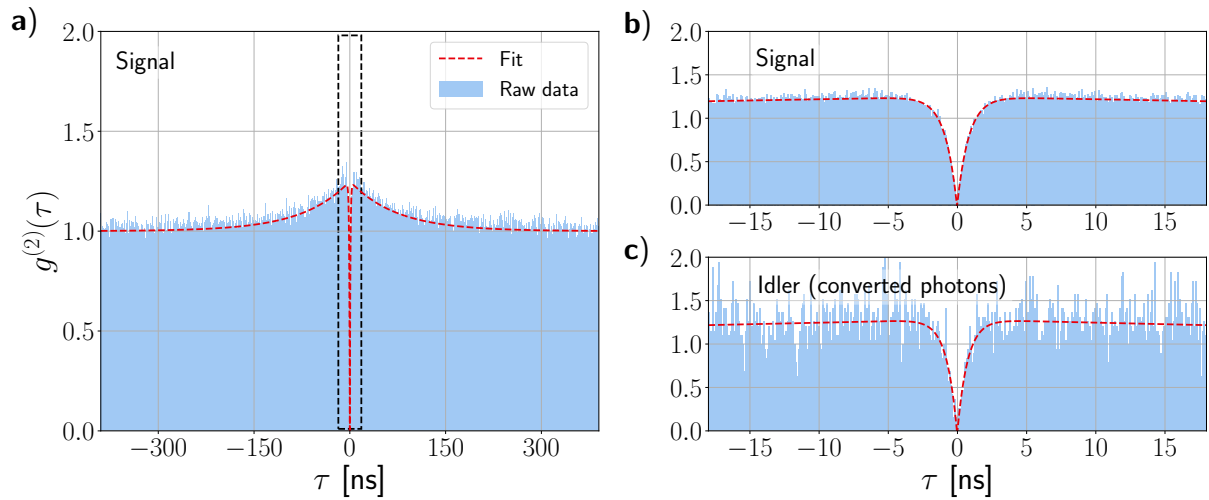 a)
2.0
1.5
1.0
0.5
0.0
g^{(2)}(τ)
Signal
Fit
Raw data
−300 −150 0 150 300
τ [ns]
b)
2.0
1.5
1.0
0.5
0.0
Signal
−15 −10 −5 0 5 10 15
c)
2.0
1.5
1.0
0.5
0.0
Idler (converted photons)
−15 −10 −5 0 5 10 15
τ [ns]